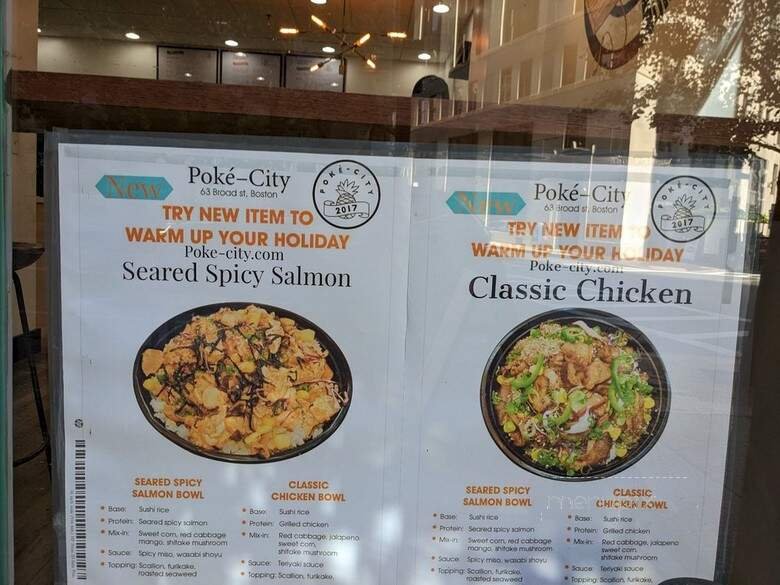 New
Poké-City
63 Broad st, Boston
POKÉ-CITY
2017
TRY NEW ITEM TO
WARM UP YOUR HOLIDAY
Poke-city.com
Seared Spicy Salmon
SEARED SPICY
SALMON BOWL
• Base: Sushi rice
• Protein: Seared spicy salmon
• Mix-in: Sweet corn, red cabbage
mango, shitake mushroom
• Sauce: Spicy miso, wasabi shoyu
• Topping: Scallion, furikake,
roasted seaweed
CLASSIC
CHICKEN BOWL
• Base: Sushi rice
• Protein: Grilled chicken
• Mix-in: Red cabbage, jalapeno
sweet corn,
shitake mushroom
• Sauce: Teriyaki sauce
• Topping: Scallion, furikake,
New
Poké-City
63 Broad st, Boston
POKÉ-CITY
2017
TRY NEW ITEM TO
WARM UP YOUR HOLIDAY
Poke-city.com
Classic Chicken
SEARED SPICY
SALMON BOWL
• Base: Sushi rice
• Protein: Seared spicy salmon
• Mix-in: Sweet corn, red cabbage
mango, shitake mushroom
• Sauce: Spicy miso, wasabi shoyu
• Topping: Scallion, furikake,
roasted seaweed
CLASSIC
CHICKEN BOWL
• Base: Sushi rice
• Protein: Grilled chicken
• Mix-in: Red cabbage, jalapeno
sweet corn,
shitake mushroom
• Sauce: Teriyaki sauce
• Topping: Scallion, furikake,